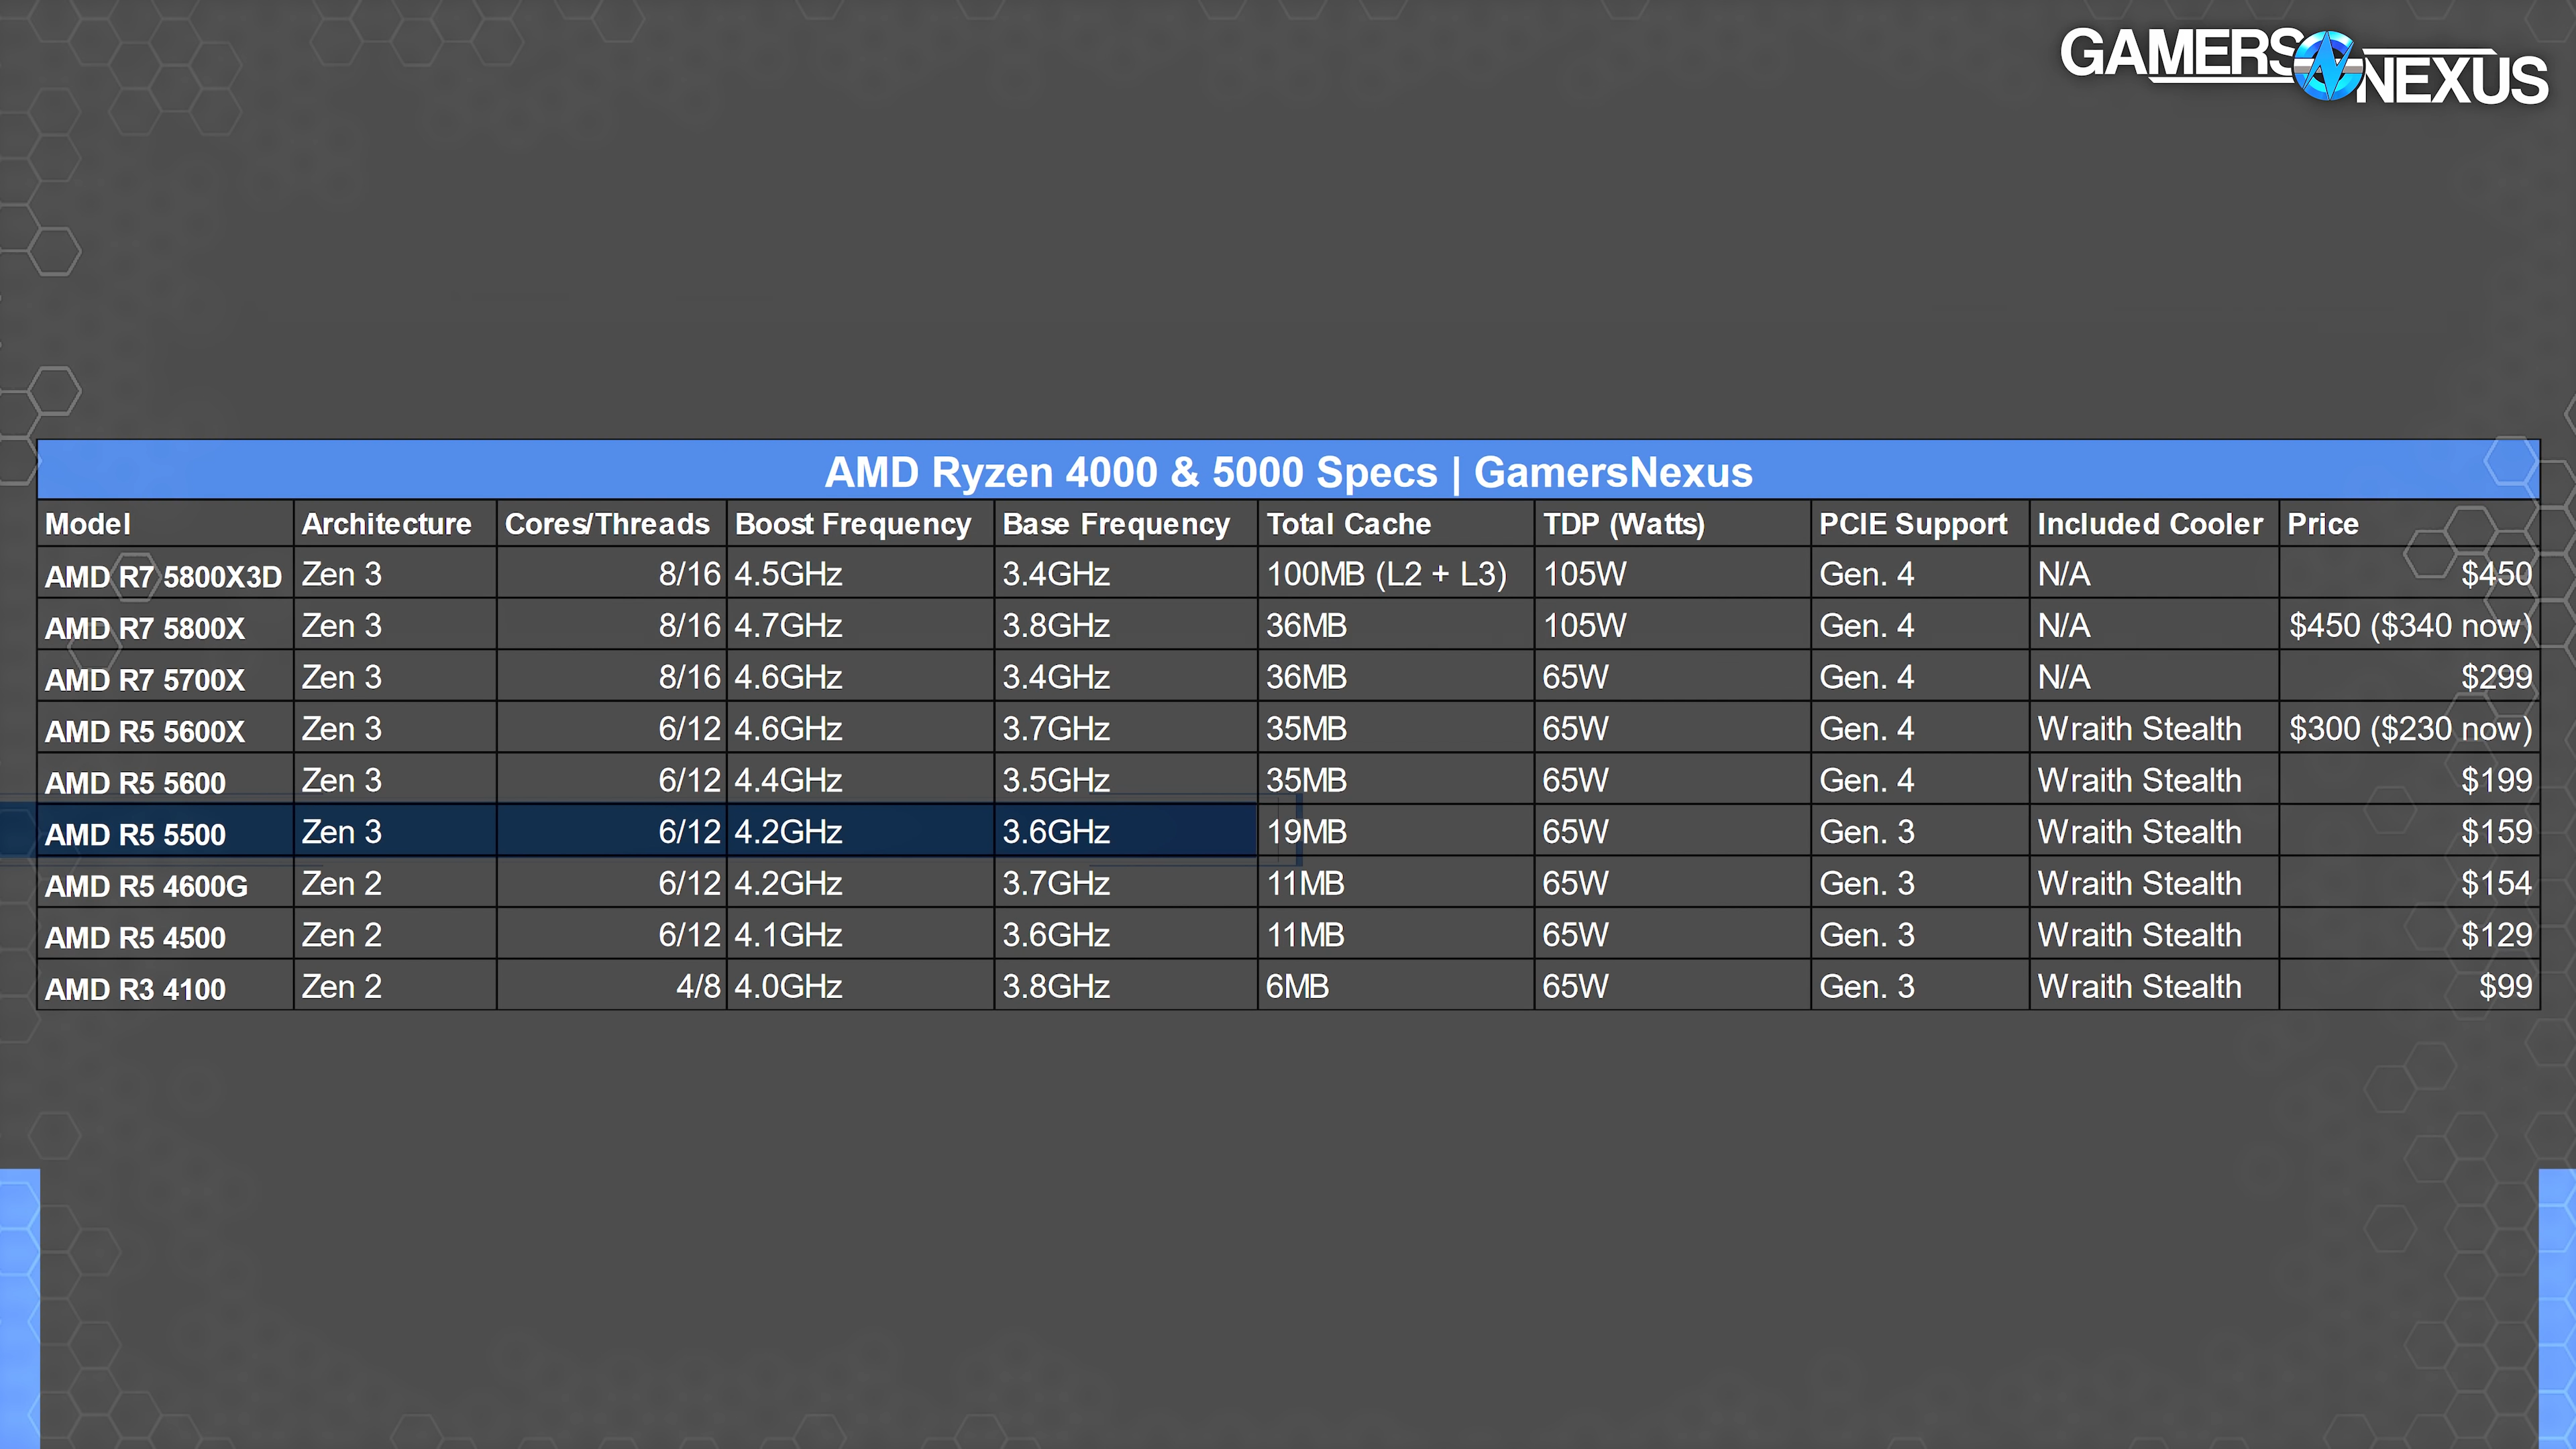 GAMERS NEXUS
AMD Ryzen 4000 & 5000 Specs | GamersNexus
Model Architecture Cores/Threads Boost Frequency Base Frequency Total Cache TDP (Watts) PCIE Support Included Cooler Price
AMD R7 5800X3D Zen 3 8/16 4.5GHz 3.4GHz 100MB (L2 + L3) 105W Gen. 4 N/A $450
AMD R7 5800X Zen 3 8/16 4.7GHz 3.8GHz 36MB 105W Gen. 4 N/A $450 ($340 now)
AMD R7 5700X Zen 3 8/16 4.6GHz 3.4GHz 36MB 65W Gen. 4 N/A $299
AMD R5 5600X Zen 3 6/12 4.6GHz 3.7GHz 35MB 65W Gen. 4 Wraith Stealth $300 ($230 now)
AMD R5 5600 Zen 3 6/12 4.4GHz 3.5GHz 35MB 65W Gen. 4 Wraith Stealth $199
AMD R5 5500 Zen 3 6/12 4.2GHz 3.6GHz 19MB 65W Gen. 3 Wraith Stealth $159
AMD R5 4600G Zen 2 6/12 4.2GHz 3.7GHz 11MB 65W Gen. 3 Wraith Stealth $154
AMD R5 4500 Zen 2 6/12 4.1GHz 3.6GHz 11MB 65W Gen. 3 Wraith Stealth $129
AMD R3 4100 Zen 2 4/8 4.0GHz 3.8GHz 6MB 65W Gen. 3 Wraith Stealth $99